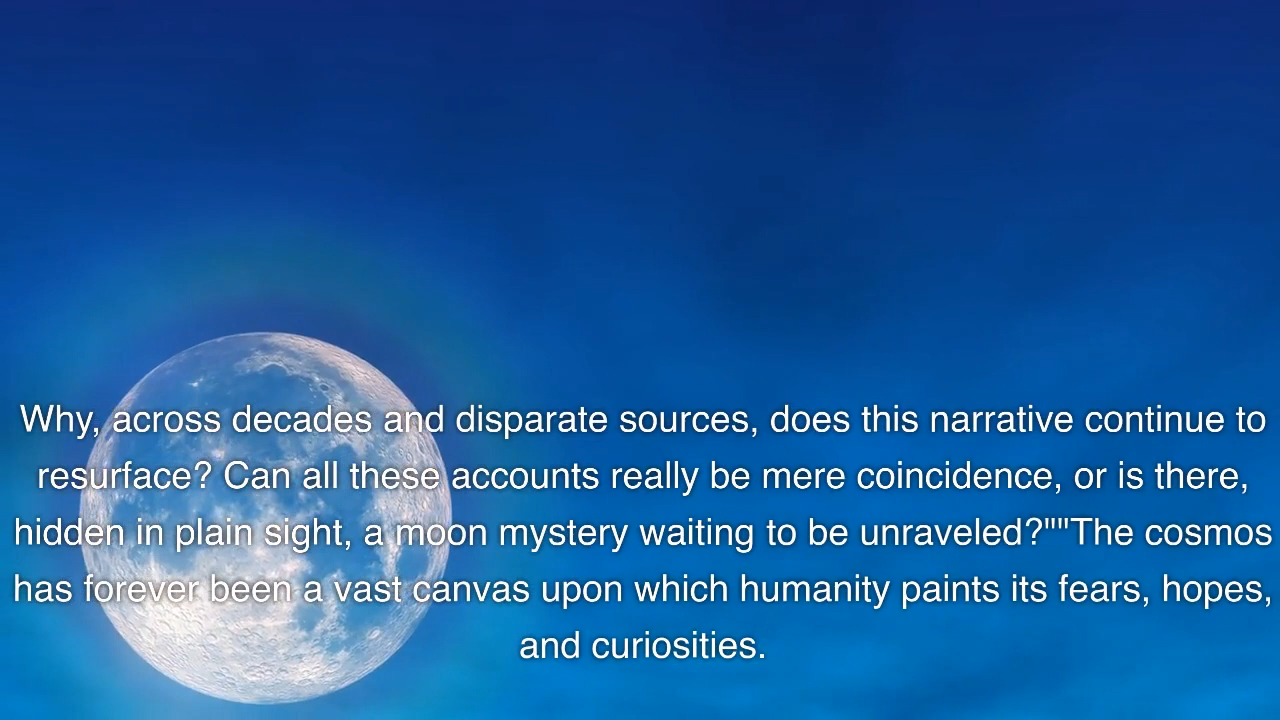 Why, across decades and disparate sources, does this narrative continue to
resurface? Can all these accounts really be mere coincidence, or is there,
hidden in plain sight, a moon mystery waiting to be unraveled?""The cosmos
has forever been a vast canvas upon which humanity paints its fears, hopes,
and curiosities.